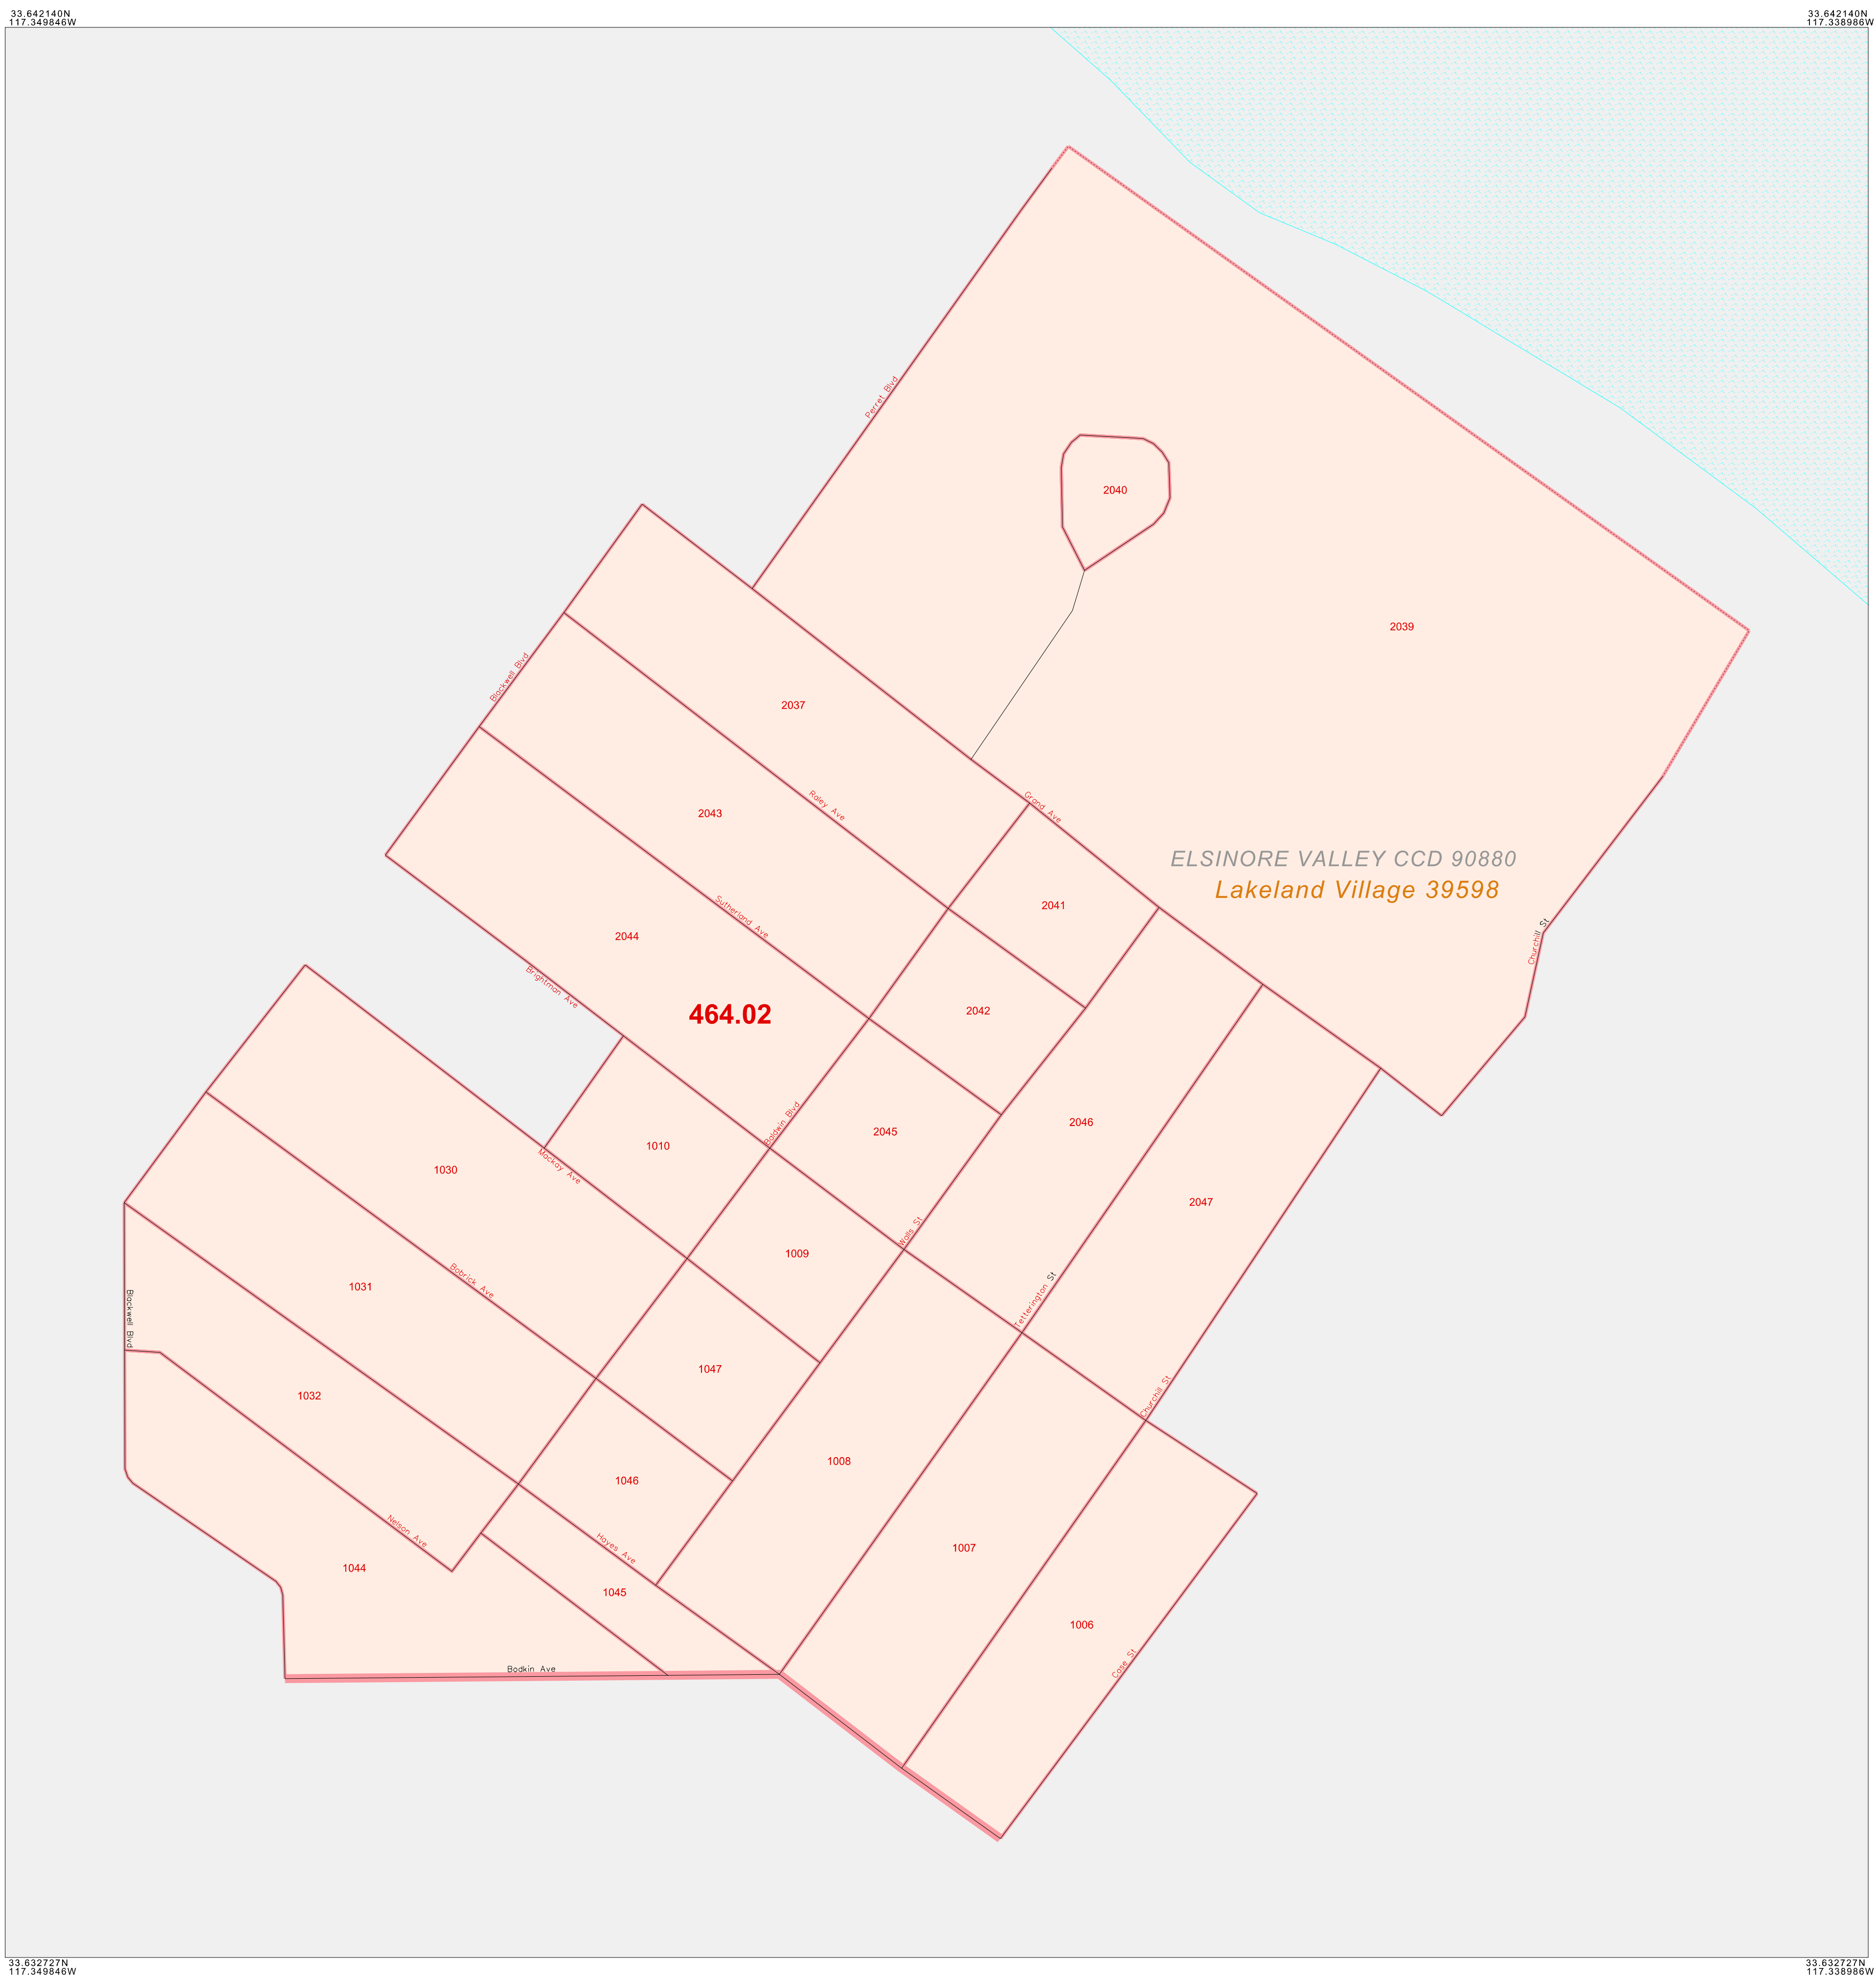 33.642140N
117.349846W
33.642140N
117.338986W
Perret Blvd
2040
2039
Blackwell Blvd
2037
Roley Ave
2043
Grand Ave
ELSINORE VALLEY CCD 90880
Lakeland Village 39598
Sutherland Ave
2041
Churchill St
2044
Brightman Ave
464.02
2042
Baldwin Blvd
2045
2046
1010
Mackay Ave
1030
2047
Walls St
1009
Bobrick Ave
1031
Blackwell Blvd
Tetterington St
1047
1032
Churchill St
1008
1046
Nelson Ave
Hayes Ave
1007
1044
1045
1006
Case St
Bodkin Ave
33.632727N
117.349846W
33.632727N
117.338986W